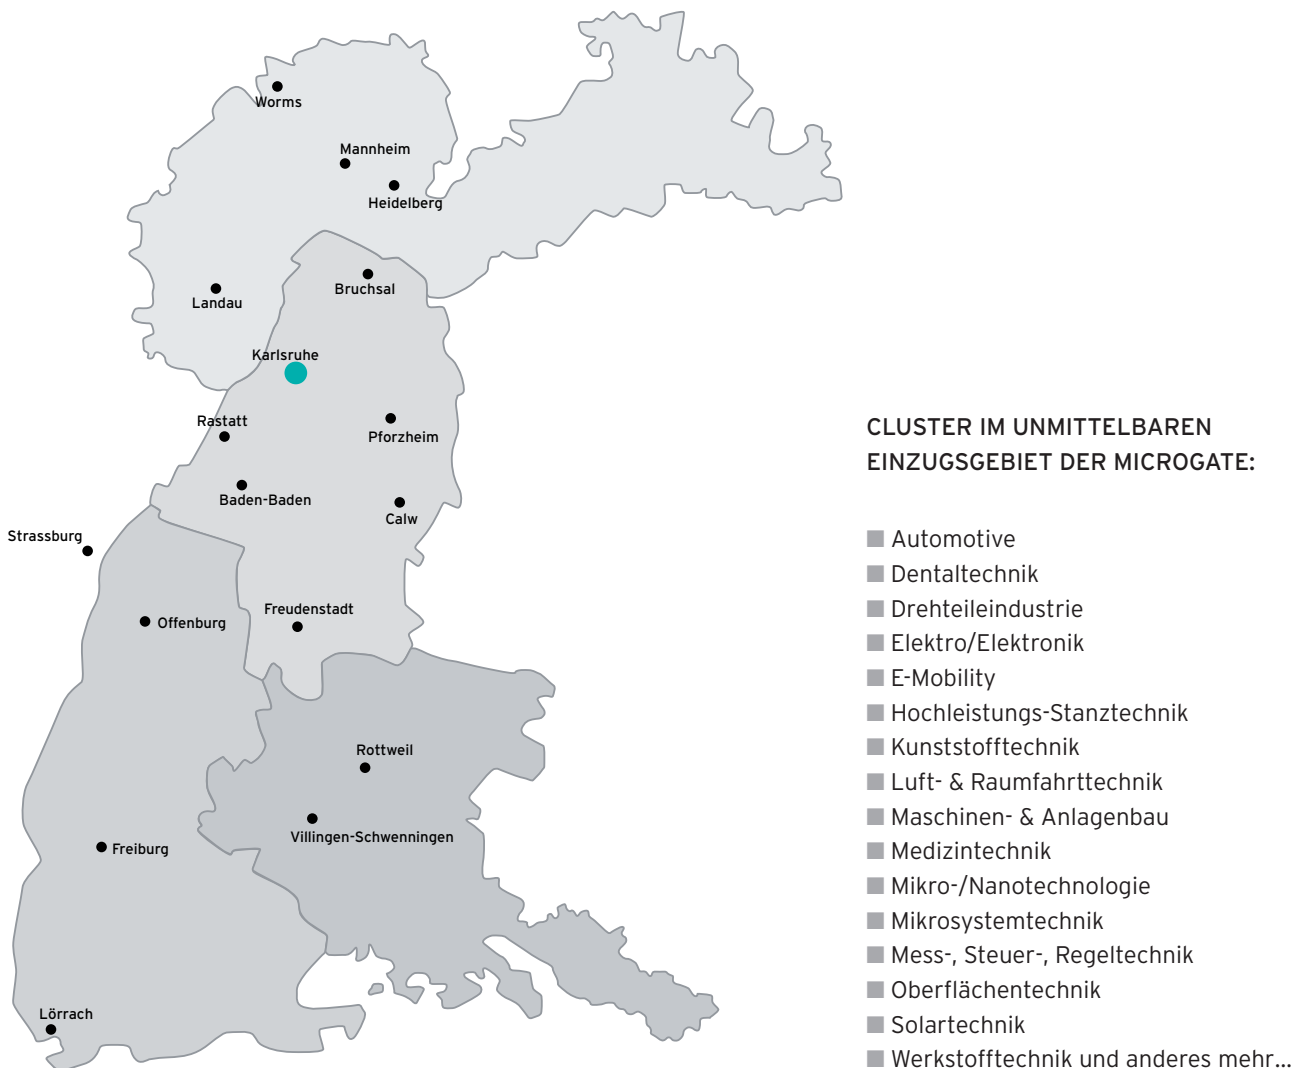 Worms
Mannheim
Heidelberg
Bruchsal
Landau
Karlsruhe
Rastatt
Pforzheim
Baden-Baden
Calw
Strassburg
Freudenstadt
Offenburg
Rottweil
Villingen-Schwenningen
Freiburg
Lörrach
CLUSTER IM UNMITTELBAREN
EINZUGSGEBIET DER MICROGATE:
Automotive
Dentaltechnik
Drehteileindustrie
Elektro/Elektronik
E-Mobility
Hochleistungs-Stanztechnik
Kunststofftechnik
Luft- & Raumfahrttechnik
Maschinen- & Anlagenbau
Medizintechnik
Mikro-/Nanotechnologie
Mikrosystemtechnik
Mess-, Steuer-, Regeltechnik
Oberflächentechnik
Solartechnik
Werkstofftechnik und anderes mehr...